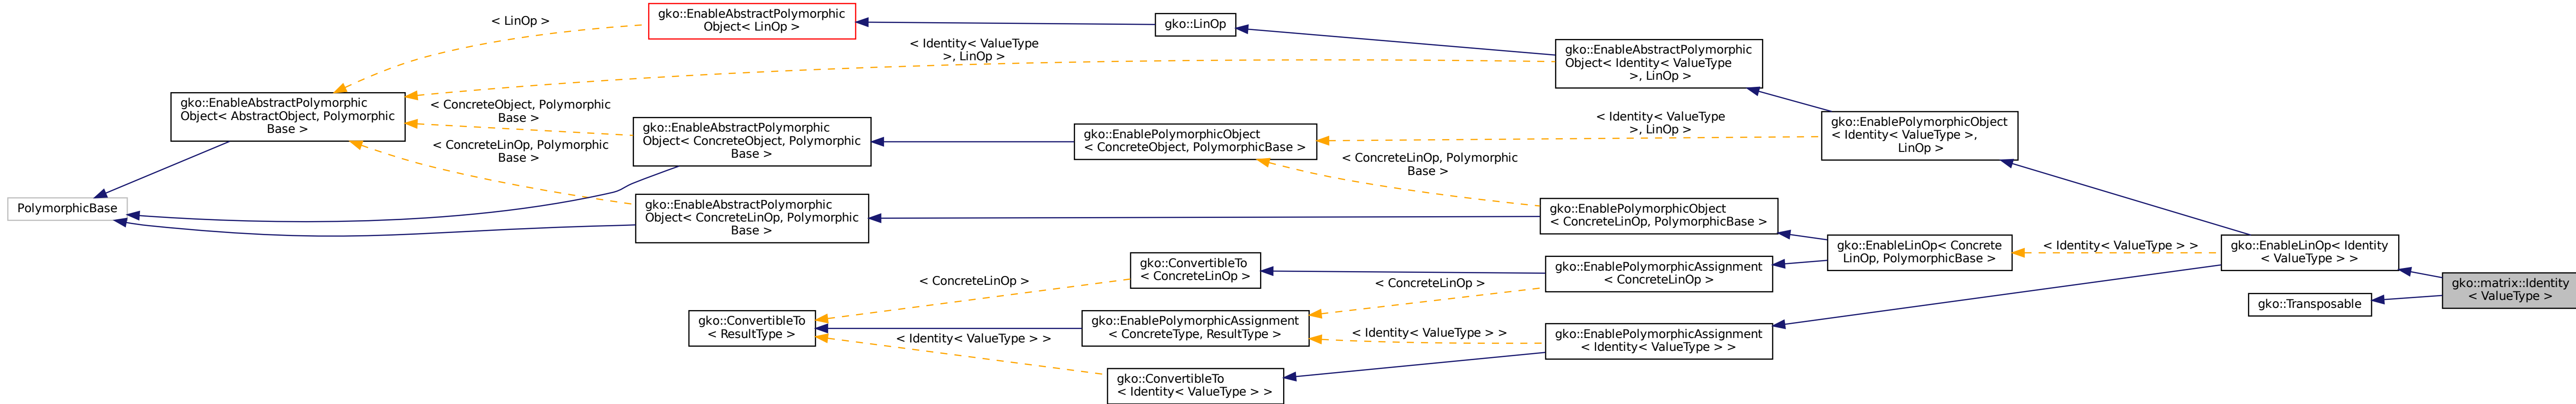 gko::EnableAbstractPolymorphic
Object< LinOp >
< LinOp >
gko::LinOp
< Identity< ValueType
>, LinOp >
gko::EnableAbstractPolymorphic
Object< Identity< ValueType
>, LinOp >
gko::EnableAbstractPolymorphic
Object< AbstractObject, Polymorphic
Base >
< ConcreteObject, Polymorphic
Base >
< ConcreteLinOp, Polymorphic
Base >
gko::EnableAbstractPolymorphic
Object< ConcreteObject, Polymorphic
Base >
gko::EnablePolymorphicObject
< ConcreteObject, PolymorphicBase >
< Identity< ValueType
>, LinOp >
gko::EnablePolymorphicObject
< Identity< ValueType >,
LinOp >
< ConcreteLinOp, Polymorphic
Base >
PolymorphicBase
gko::EnableAbstractPolymorphic
Object< ConcreteLinOp, Polymorphic
Base >
gko::EnablePolymorphicObject
< ConcreteLinOp, PolymorphicBase >
gko::EnableLinOp< Concrete
LinOp, PolymorphicBase >
< Identity< ValueType > >
gko::EnableLinOp< Identity
< ValueType > >
gko::ConvertibleTo
< ConcreteLinOp >
gko::EnablePolymorphicAssignment
< ConcreteLinOp >
< ConcreteLinOp >
< ConcreteLinOp >
gko::matrix::Identity
< ValueType >
gko::Transposable
gko::ConvertibleTo
< ResultType >
gko::EnablePolymorphicAssignment
< ConcreteType, ResultType >
< Identity< ValueType > >
< Identity< ValueType > >
gko::EnablePolymorphicAssignment
< Identity< ValueType > >
gko::ConvertibleTo
< Identity< ValueType > >